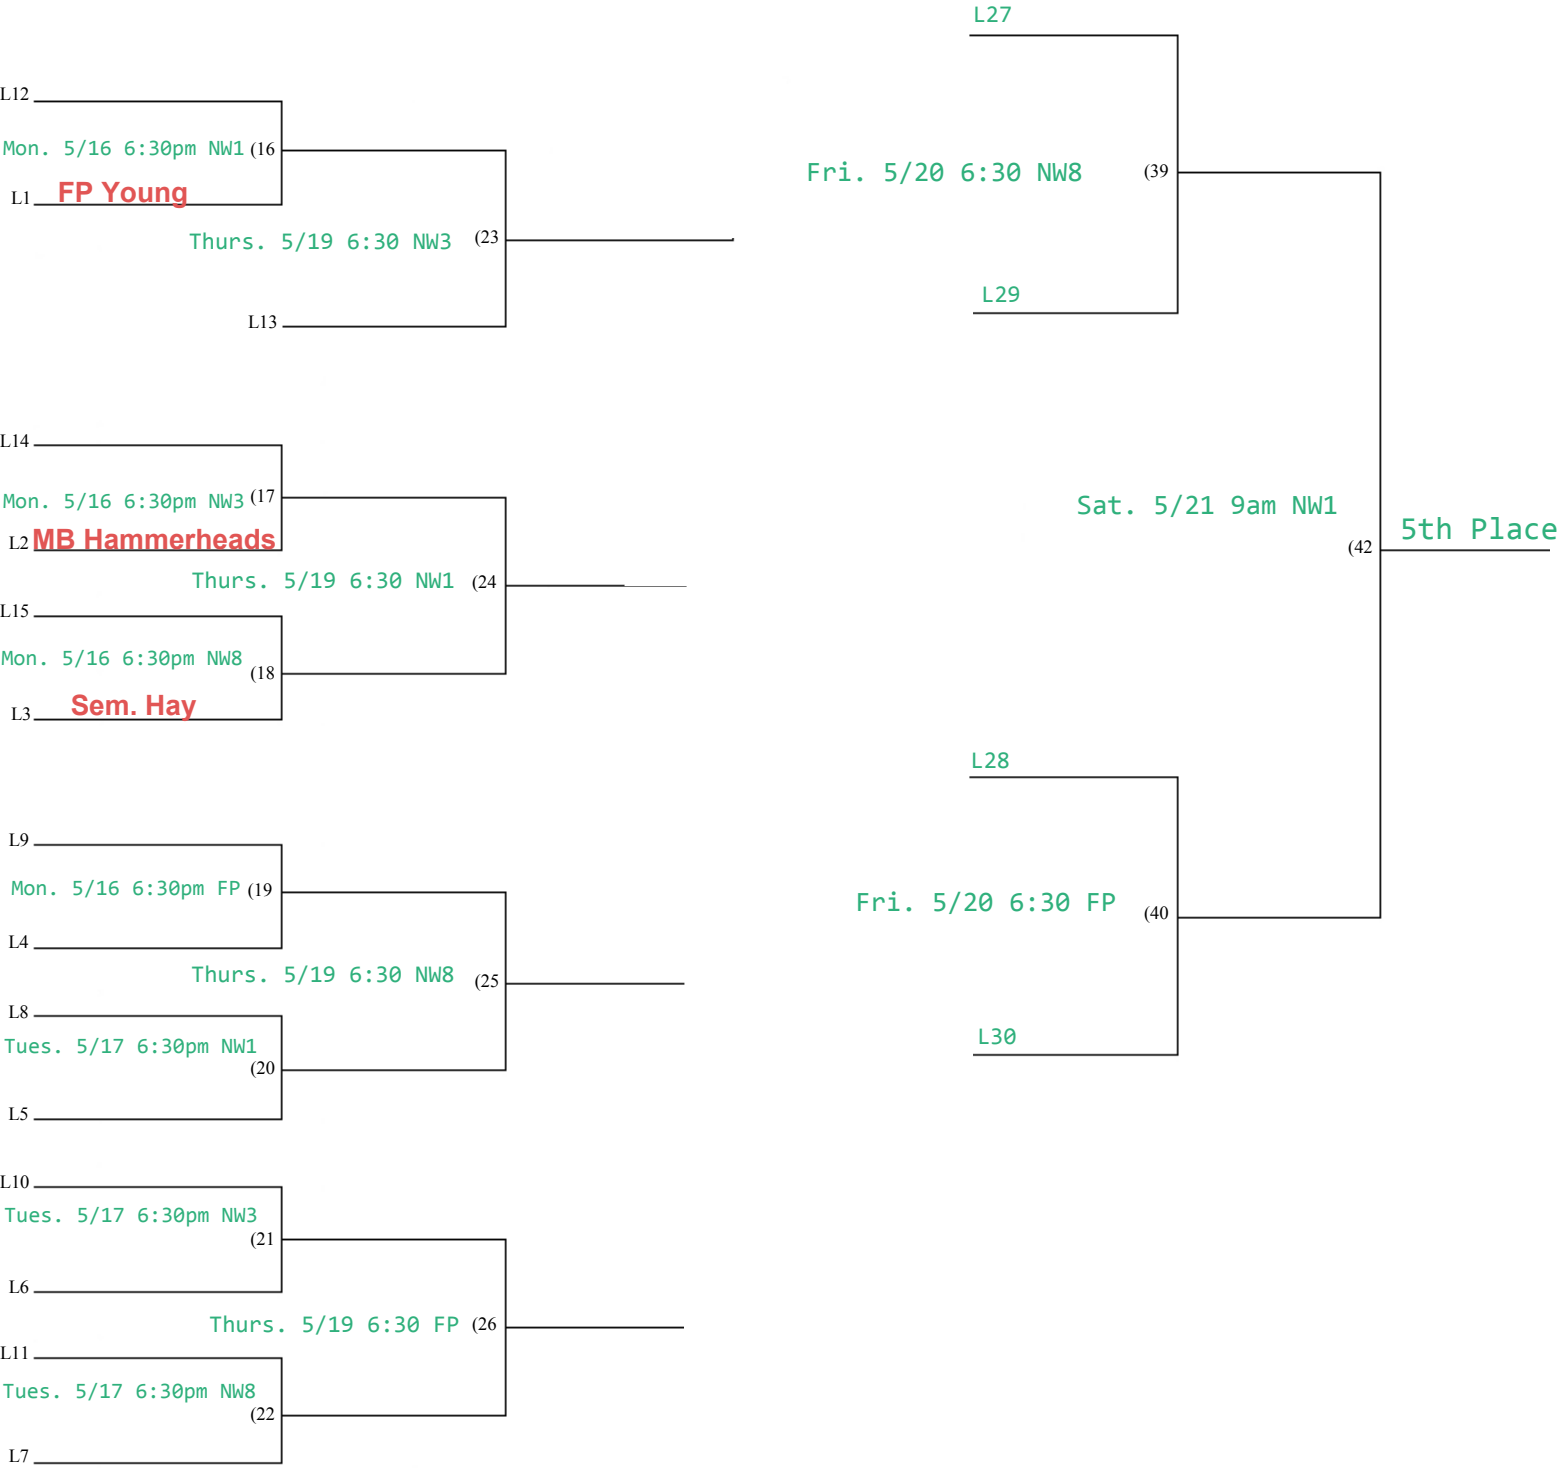 L12
Mon. 5/16 6:30pm NW1 (16
L1 FP Young
Thurs. 5/19 6:30 NW3 (23
L13
L14
Mon. 5/16 6:30pm NW3 (17
L2 MB Hammerheads
Thurs. 5/19 6:30 NW1 (24
L15
Mon. 5/16 6:30pm NW8 (18
L3 Sem. Hay
L9
Mon. 5/16 6:30pm FP (19
L4
Thurs. 5/19 6:30 NW8 (25
L8
Tues. 5/17 6:30pm NW1 (20
L5
L10
Tues. 5/17 6:30pm NW3 (21
L6
Thurs. 5/19 6:30 FP (26
L11
Tues. 5/17 6:30pm NW8 (22
L7
L27
Fri. 5/20 6:30 NW8 (39
L29
Sat. 5/21 9am NW1 (42
5th Place
L28
Fri. 5/20 6:30 FP (40
L30